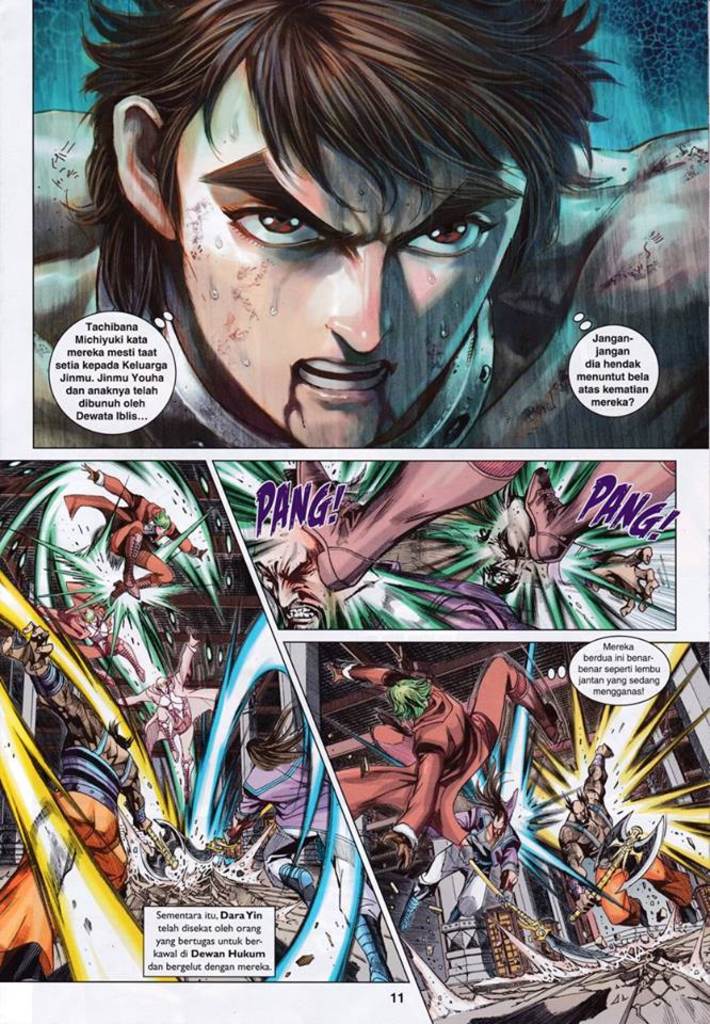 Tachibana
Michiyuki kata
mereka mesti taat
setia kepada Keluarga
Jinmu. Jinmu Youha
dan anaknya telah
dibunuh oleh
Dewata Iblis...
Jangan-
jangan
dia hendak
menuntut bela
atas kematian
mereka?
PANG!
PANG!
Sementara itu, Dara Yin
telah disekat oleh orang
yang bertugas untuk ber-
kawal di Dewan Hukum
dan bergelut dengan mereka.
Mereka
berdua ini benar-
benar seperti lembu
jantan yang sedang
mengganas!
11